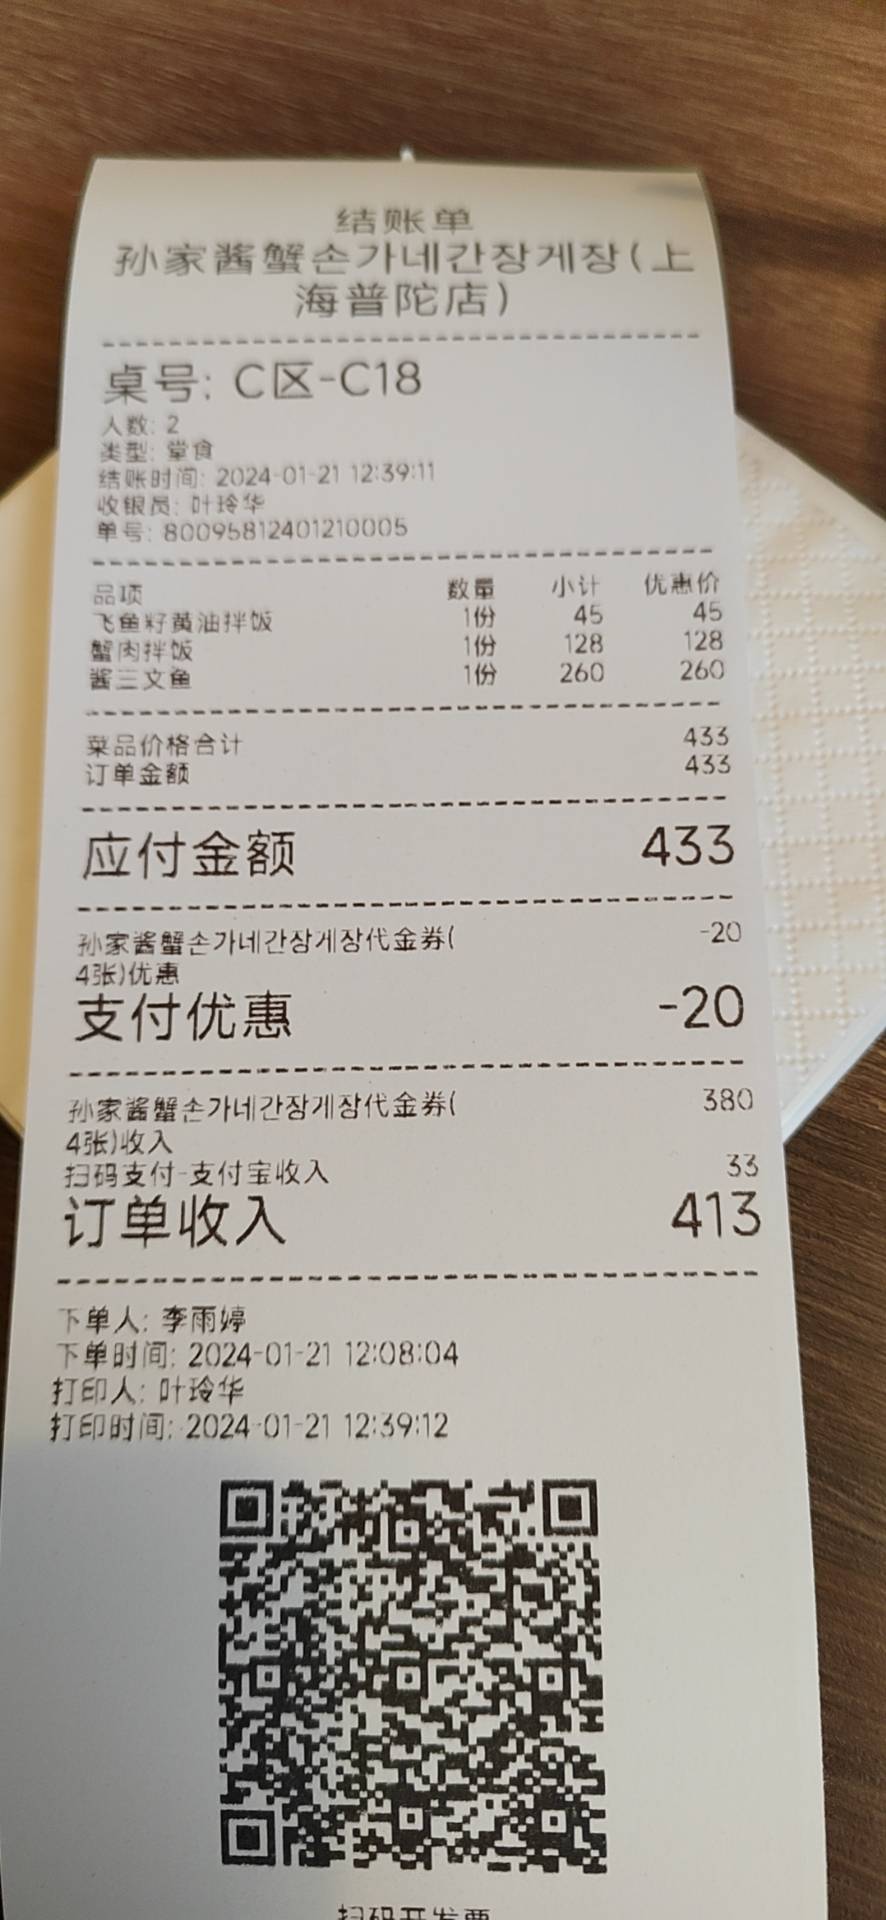 结账单
孙家酱蟹손가네간장게장(上
海普陀店)
桌号: C区-C18
人数: 2
类型: 堂食
结账时间: 2024-01-21 12:39:11
收银员: 叶玲华
单号: 80095812401210005
品项 数量 小计 优惠价
飞鱼籽黄油拌饭 1份 45 45
蟹肉拌饭 1份 128 128
酱三文鱼 1份 260 260
菜品价格合计 433
订单金额 433
应付金额 433
孙家酱蟹손가네간장게장代金券( -20
4张)优惠
支付优惠 -20
孙家酱蟹손가네간장게장代金券( 380
4张)收入
扫码支付-支付宝收入 33
订单收入 413
下单人: 李雨婷
下单时间: 2024-01-21 12:08:04
打印人: 叶玲华
打印时间: 2024-01-21 12:39:12
扫码开发票